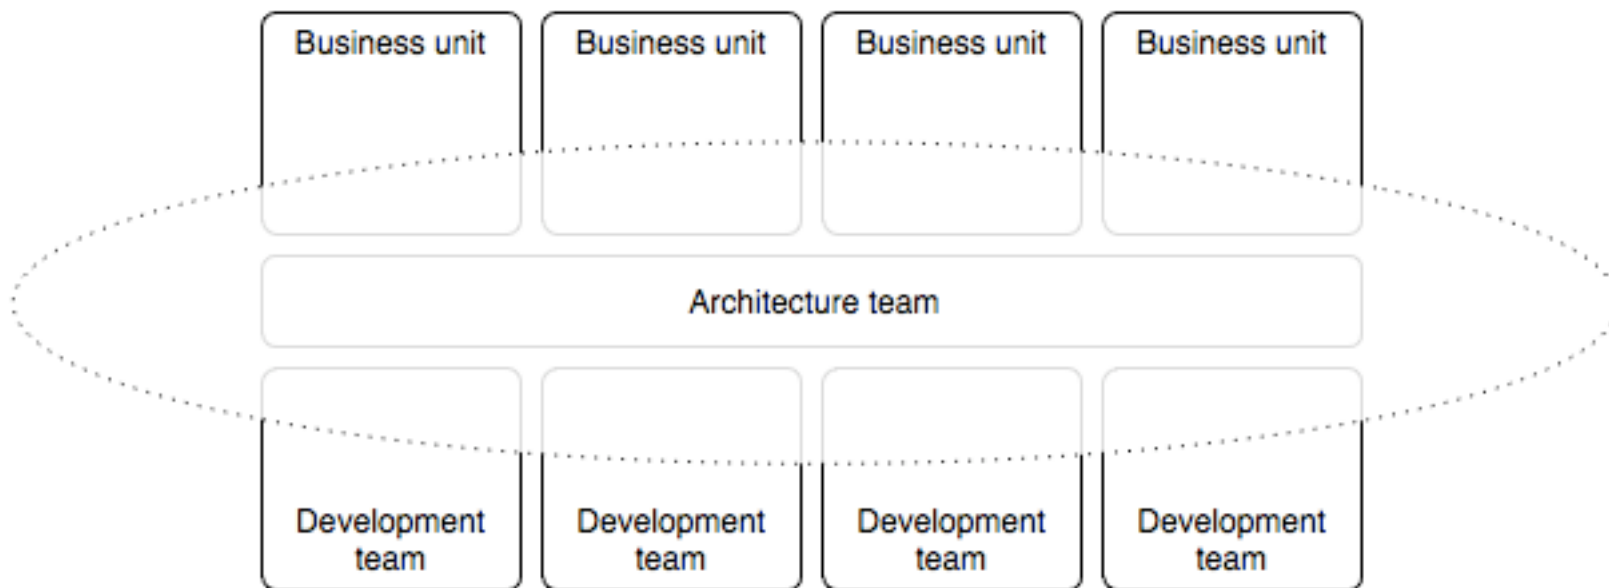 Business unit
Business unit
Business unit
Business unit
Architecture team
Development
team
Development
team
Development
team
Development
team